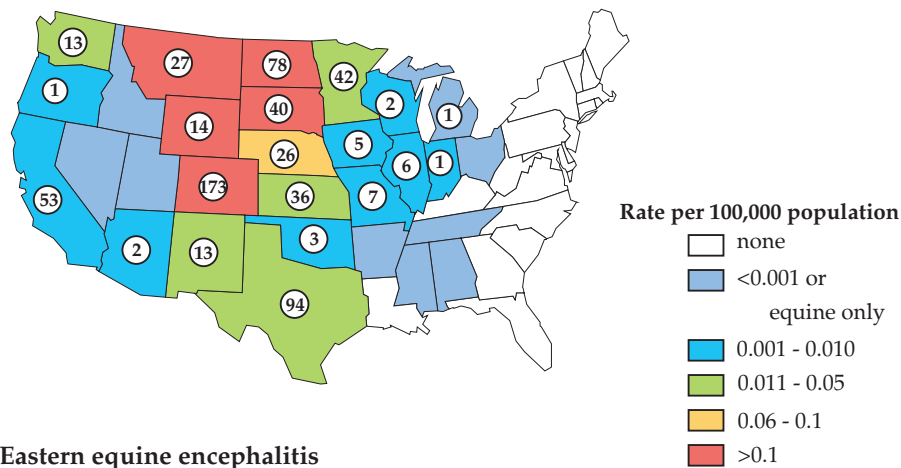 13
27
78
42
1
2
40
1
14
5
26
6
1
173
36
7
53
2
13
3
94
Rate per 100,000 population
none
<0.001 or
equine only
0.001 - 0.010
0.011 - 0.05
0.06 - 0.1
>0.1
Eastern equine encephalitis